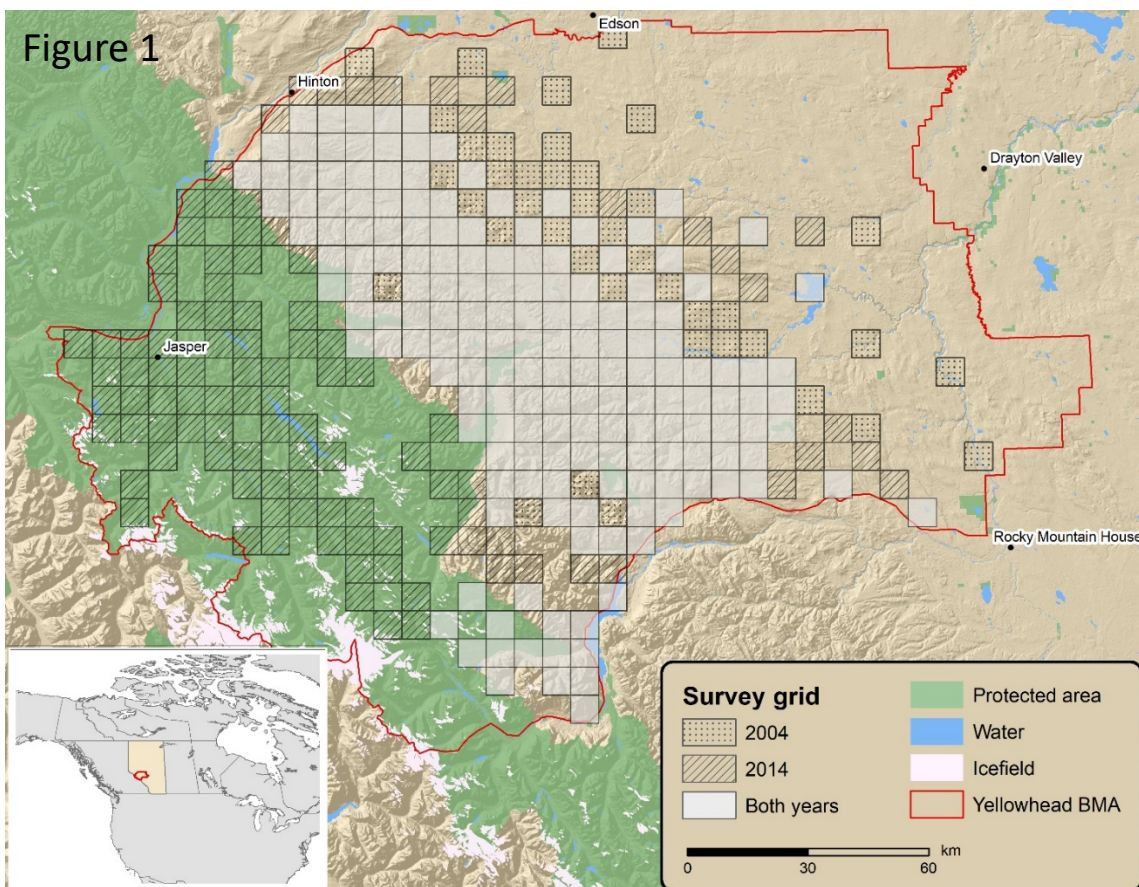 Figure 1
Edson
Hinton
Drayton Valley
Jasper
Rocky Mountain House
Survey grid
2004
2014
Both years
Protected area
Water
Icefield
Yellowhead BMA
km
0 30 60